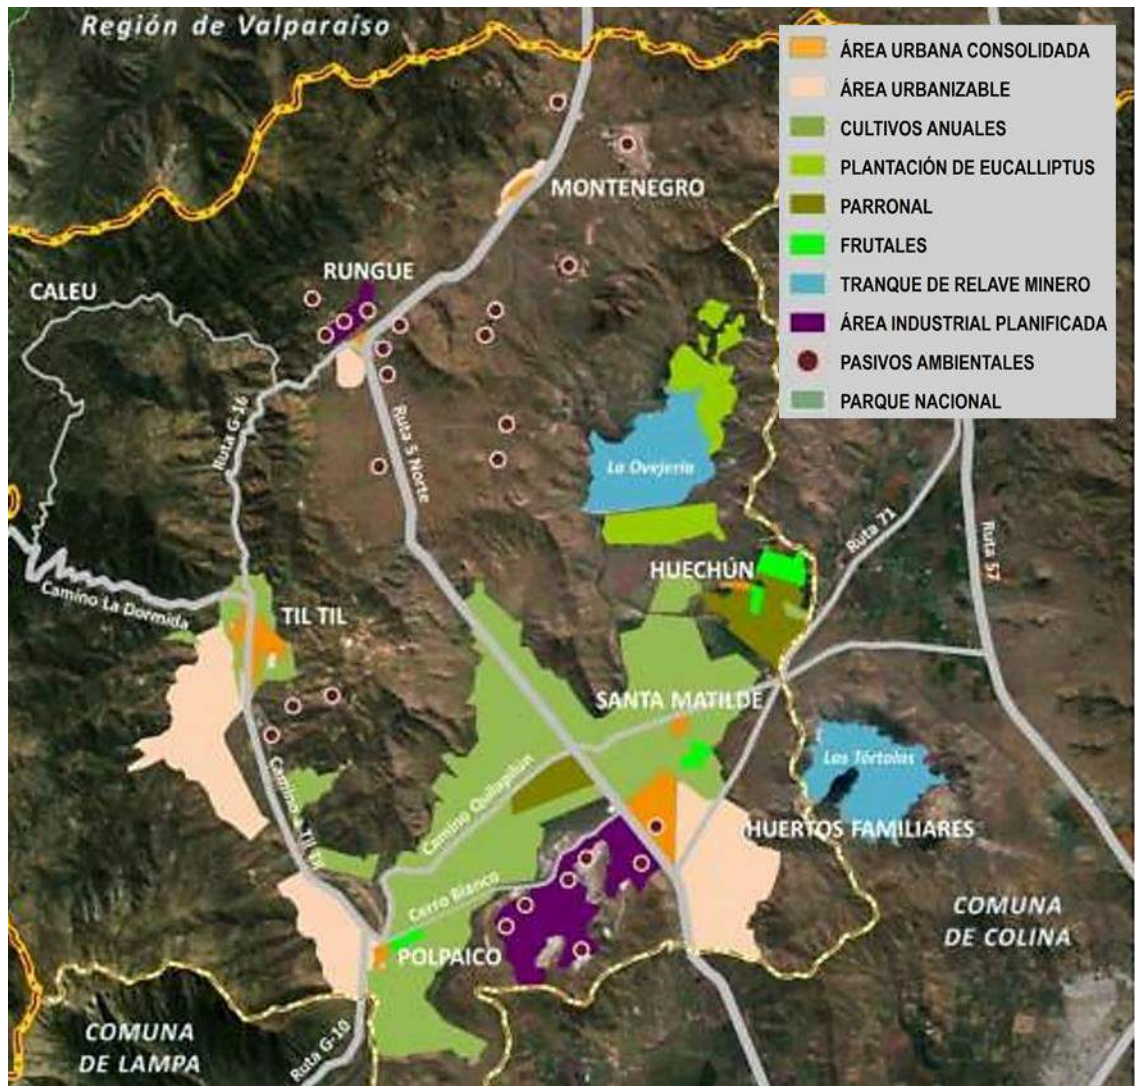 Región de Valparaíso
ÁREA URBANA CONSOLIDADA
ÁREA URBANIZABLE
CULTIVOS ANUALES
PLANTACIÓN DE EUCALLIPTUS
PARRONAL
FRUTALES
TRANQUE DE RELAVE MINERO
ÁREA INDUSTRIAL PLANIFICADA
PASIVOS AMBIENTALES
PARQUE NACIONAL
MONTENEGRO
RUNGUE
CALEU
Ruta G-16
Ruta 5 Norte
La Ovejería
Ruta 71
Ruta 57
HUECHÚN
Camino La Dormida
TIL TIL
SANTA MATILDE
Las Tórtolas
Camino a Til Til
Camino Quilapilún
HUERTOS FAMILIARES
Cerro Blanco
POLPAICO
COMUNA
DE COLINA
COMUNA
DE LAMPA
Ruta G-10